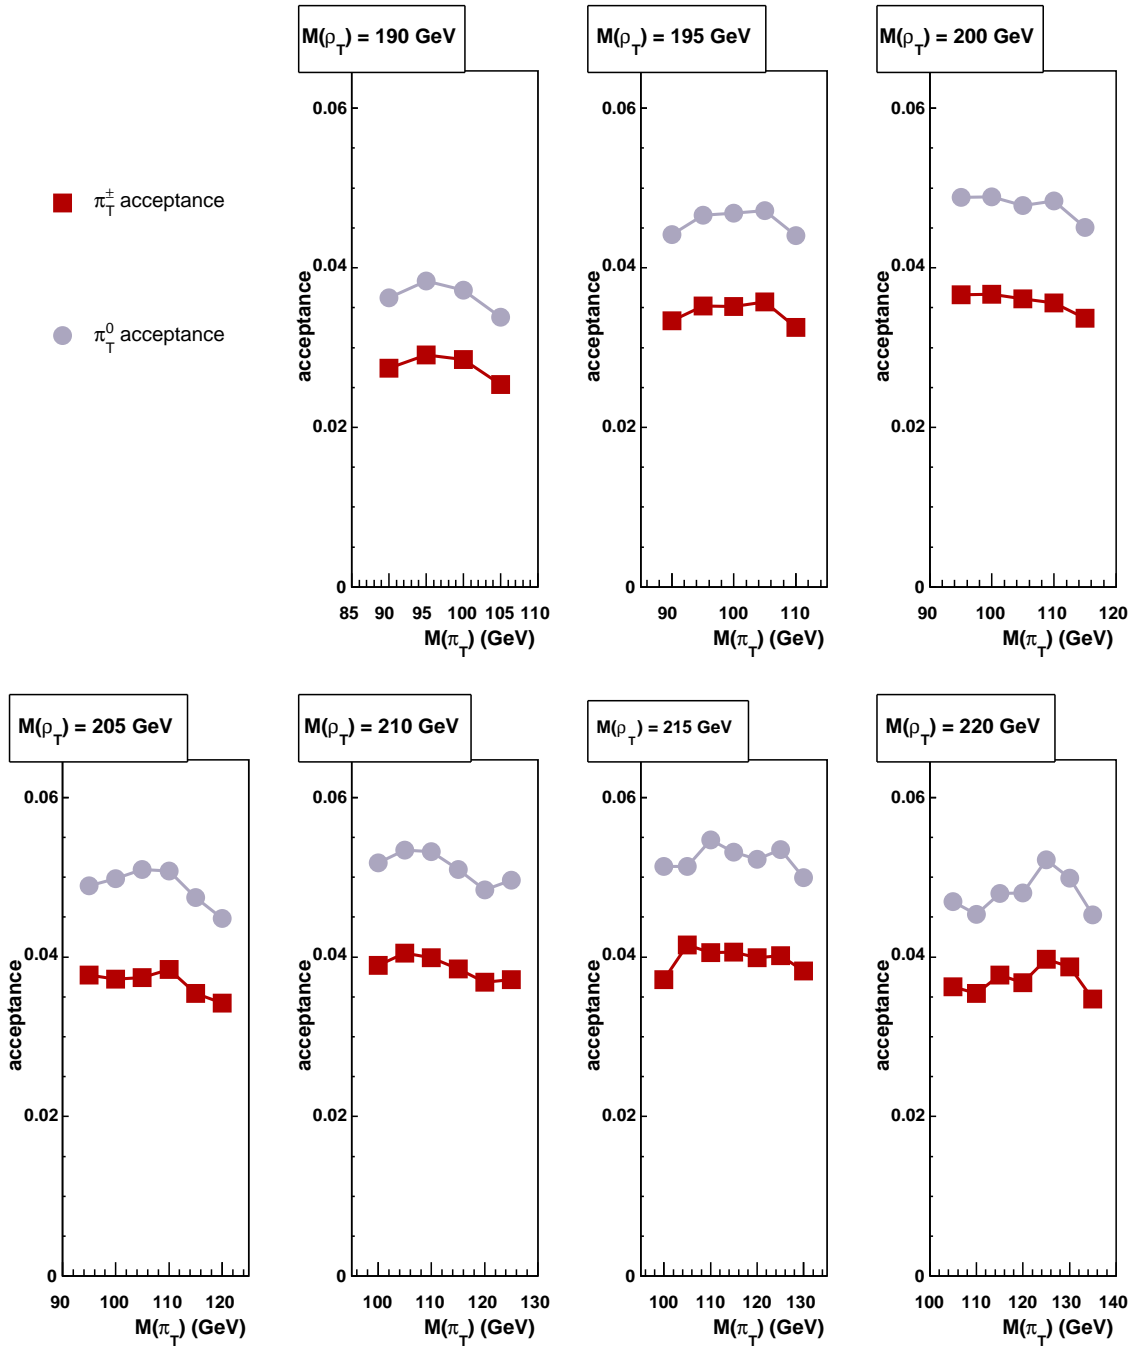 M(ρ_T) = 190 GeV
0.06
0.04
0.02
0
acceptance
85 90 95 100 105 110
M(π_T) (GeV)
M(ρ_T) = 195 GeV
0.06
0.04
0.02
0
acceptance
90 100 110
M(π_T) (GeV)
M(ρ_T) = 200 GeV
0.06
0.04
0.02
0
acceptance
90 100 110 120
M(π_T) (GeV)
π_T^± acceptance
π_T^0 acceptance
M(ρ_T) = 205 GeV
0.06
0.04
0.02
0
acceptance
90 100 110 120
M(π_T) (GeV)
M(ρ_T) = 210 GeV
0.06
0.04
0.02
0
acceptance
100 110 120 130
M(π_T) (GeV)
M(ρ_T) = 215 GeV
0.06
0.04
0.02
0
acceptance
100 110 120 130
M(π_T) (GeV)
M(ρ_T) = 220 GeV
0.06
0.04
0.02
0
acceptance
100 110 120 130 140
M(π_T) (GeV)